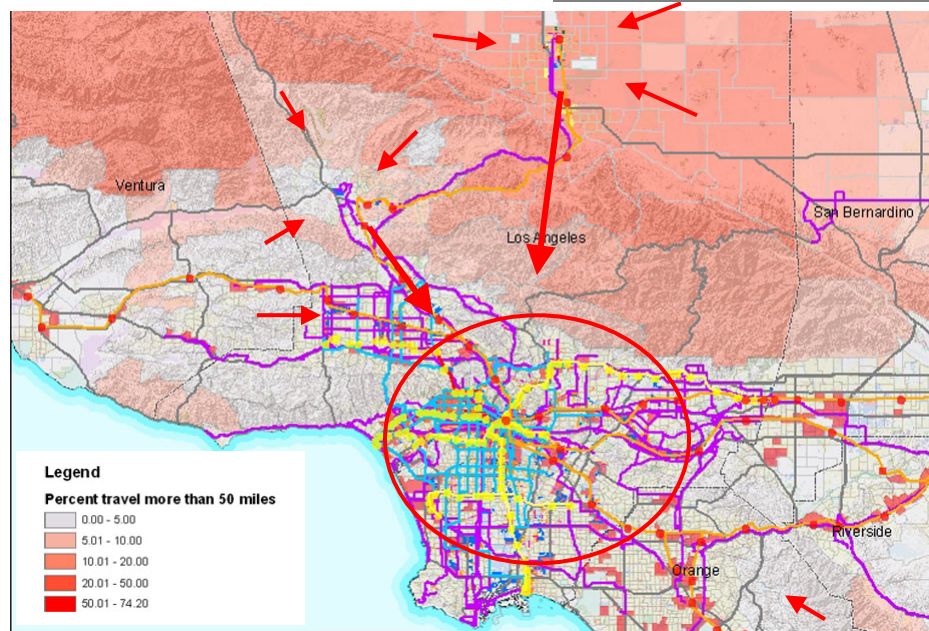 Ventura
San Bernardino
Los Angeles
Riverside
Orange
Legend
Percent travel more than 50 miles
0.00 - 5.00
5.01 - 10.00
10.01 - 20.00
20.01 - 50.00
50.01 - 74.20